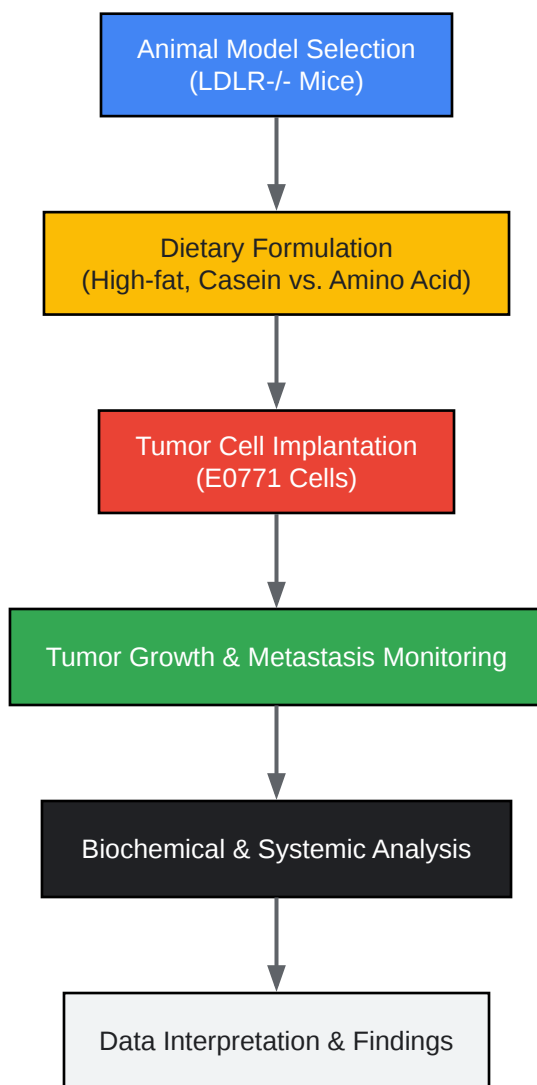 Animal Model Selection
(LDLR-/- Mice)
Dietary Formulation
(High-fat, Casein vs. Amino Acid)
Tumor Cell Implantation
(E0771 Cells)
Tumor Growth & Metastasis Monitoring
Biochemical & Systemic Analysis
Data Interpretation & Findings